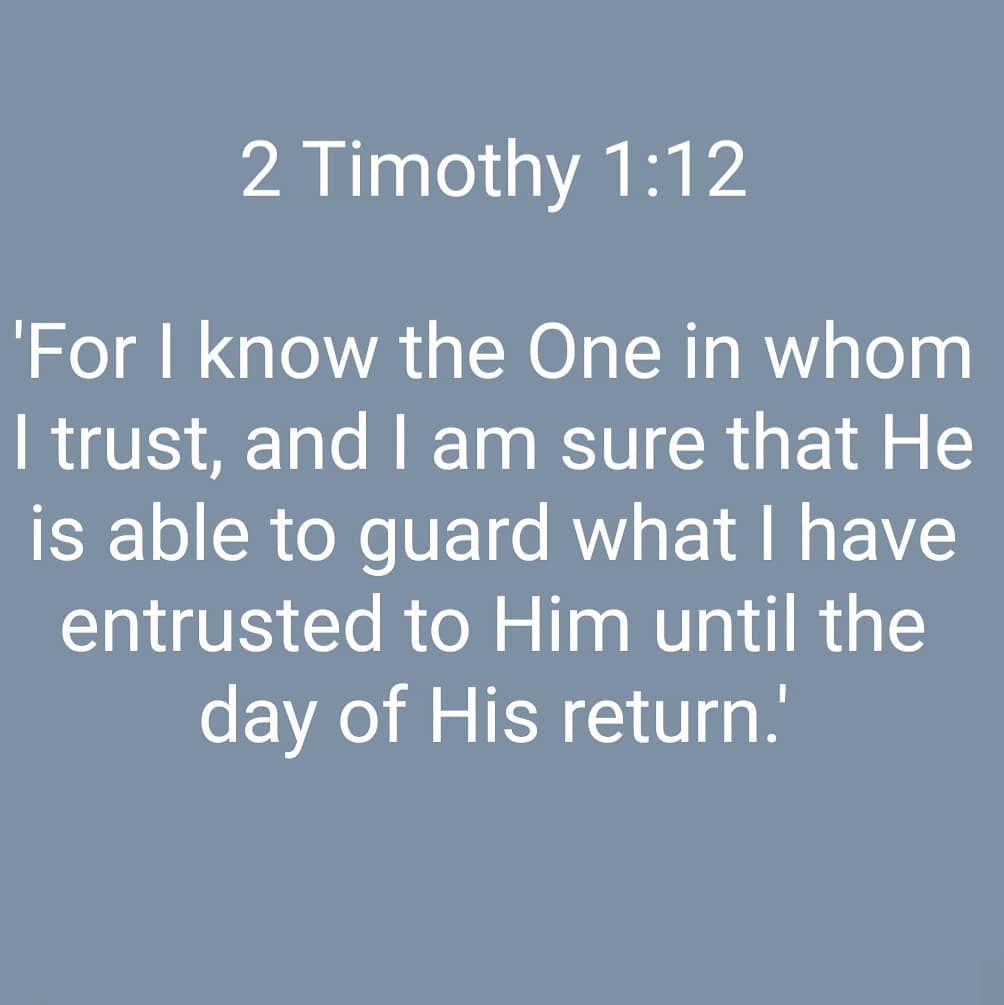 2 Timothy 1:12
'For I know the One in whom
I trust, and I am sure that He
is able to guard what I have
entrusted to Him until the
day of His return.'